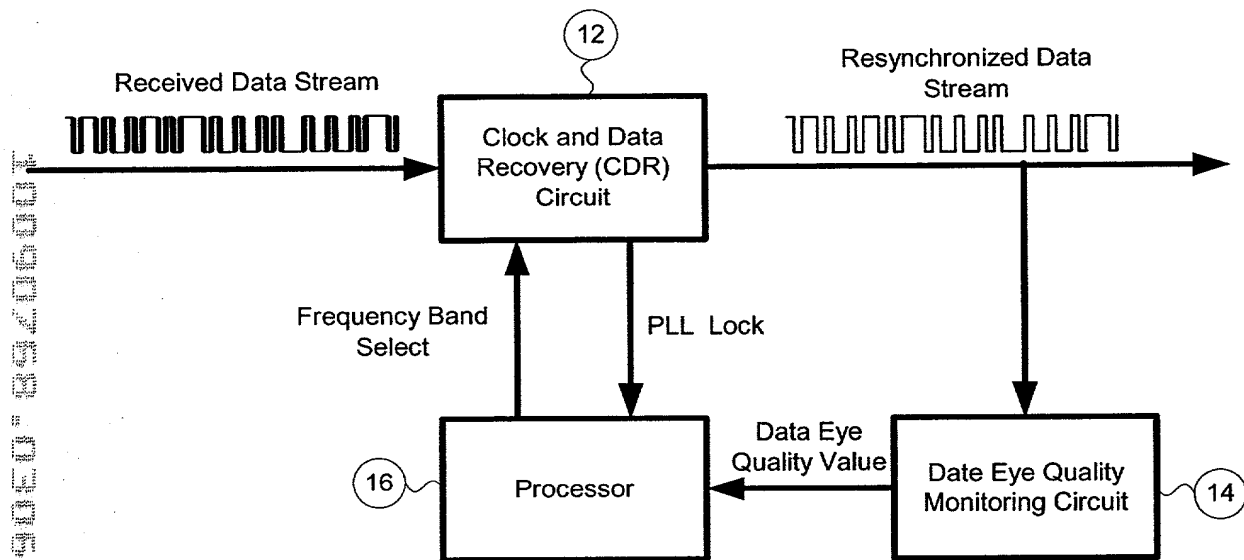 12
Received Data Stream
Resynchronized Data
Stream
Clock and Data
Recovery (CDR)
Circuit
Frequency Band
Select
PLL Lock
Data Eye
Quality Value
16
Processor
Date Eye Quality
Monitoring Circuit
14